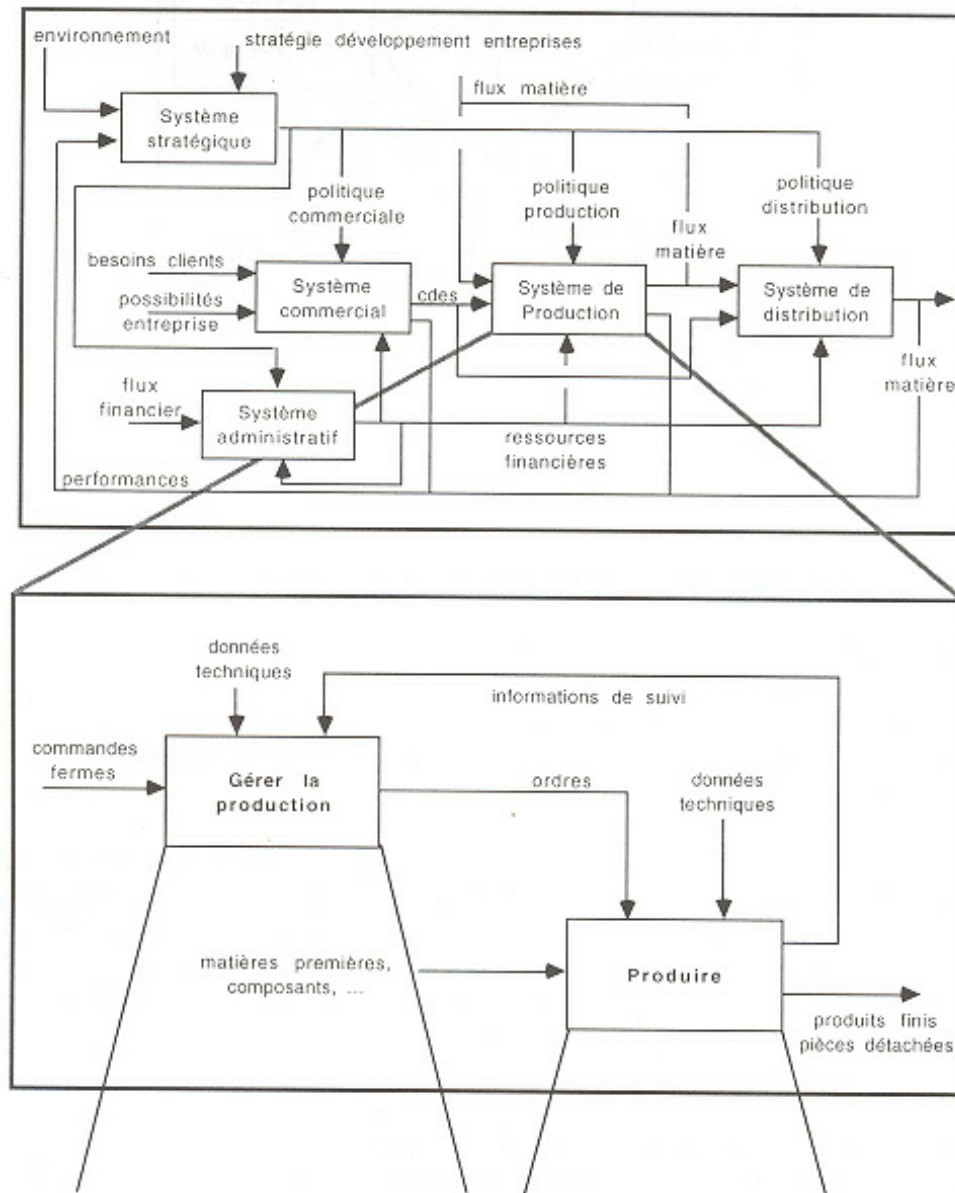 environnement
stratégie développement entreprises
flux matière
Système
stratégique
politique
commerciale
politique
production
politique
distribution
flux
matière
besoins clients
possibilités
entreprise
Système
commercial
cdes
Système de
Production
Système de
distribution
flux
matière
flux
financier
Système
administratif
ressources
financières
performances
données
techniques
informations de suivi
commandes
fermes
Gérer la
production
ordres
données
techniques
matières premières,
composants, ...
Produire
produits finis
pièces détachées